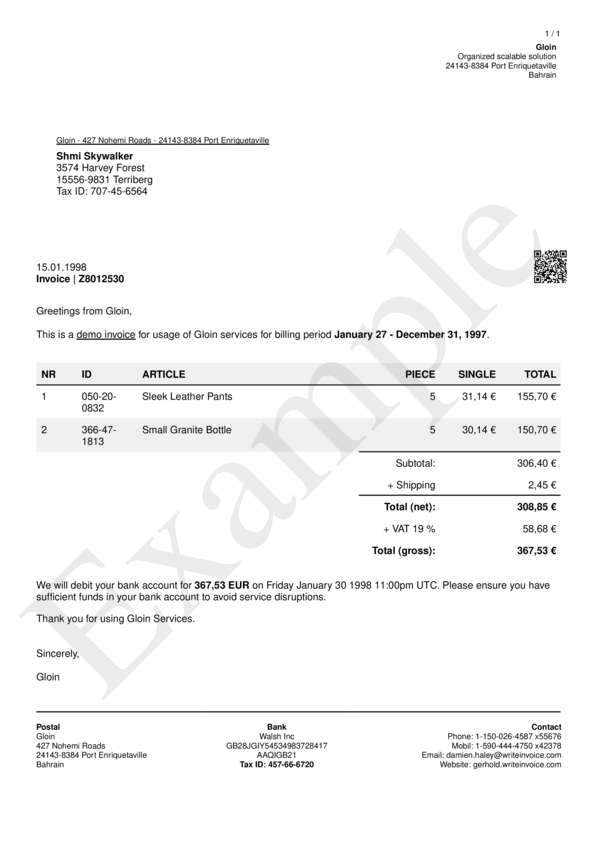 1 / 1
Gloin
Organized scalable solution
24143-8384 Port Enriquetaville
Bahrain
Gloin - 427 Nohemi Roads - 24143-8384 Port Enriquetaville
Shmi Skywalker
3574 Harvey Forest
15556-9831 Terriberg
Tax ID: 707-45-6564
15.01.1998
Invoice | Z8012530
Greetings from Gloin,
This is a demo invoice for usage of Gloin services for billing period January 27 - December 31, 1997.
NR ID ARTICLE PIECE SINGLE TOTAL
1 050-20- Sleek Leather Pants 5 31,14 € 155,70 €
0832
2 366-47- Small Granite Bottle 5 30,14 € 150,70 €
1813
Subtotal: 306,40 €
+ Shipping 2,45 €
Total (net): 308,85 €
+ VAT 19 % 58,68 €
Total (gross): 367,53 €
We will debit your bank account for 367,53 EUR on Friday January 30 1998 11:00pm UTC. Please ensure you have
sufficient funds in your bank account to avoid service disruptions.
Thank you for using Gloin Services.
Sincerely,
Gloin
Example
Postal
Gloin
427 Nohemi Roads
24143-8384 Port Enriquetaville
Bahrain
Bank
Walsh Inc
GB28JGIY54534983728417
AAQIGB21
Tax ID: 457-66-6720
Contact
Phone: 1-150-026-4587 x55676
Mobil: 1-590-444-4750 x42378
Email: damien.haley@writeinvoice.com
Website: gerhold.writeinvoice.com